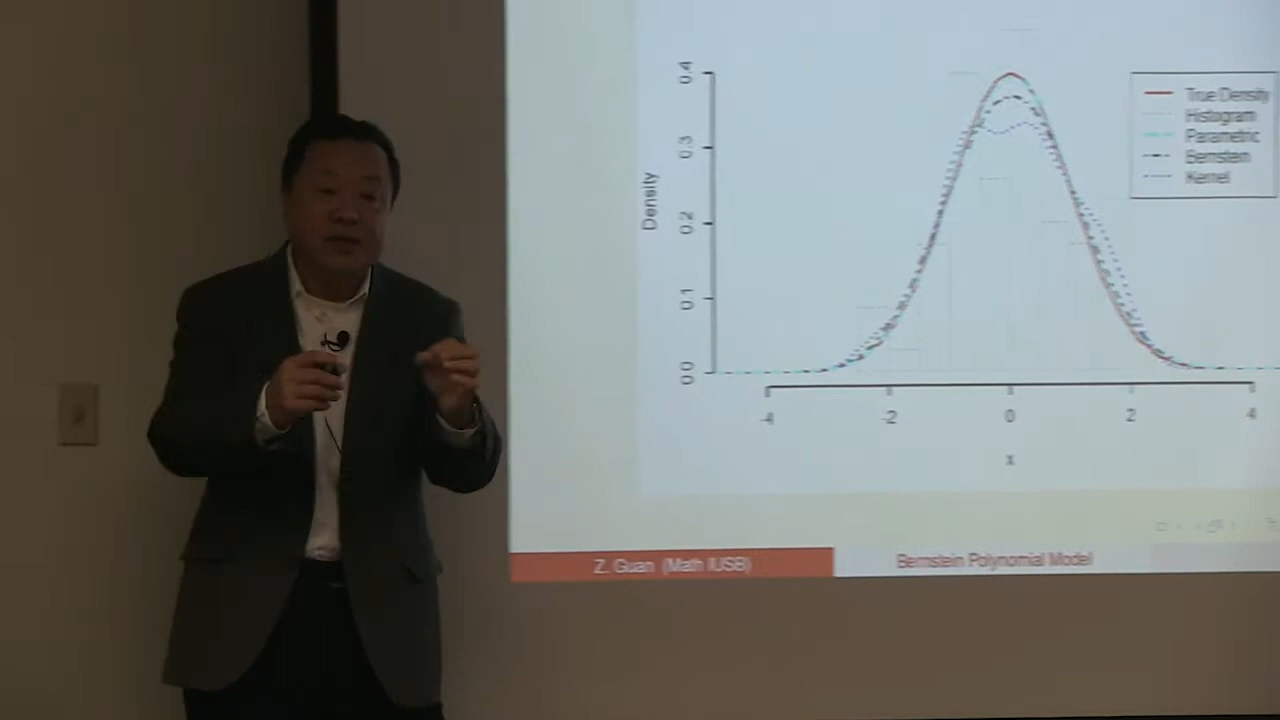 0.4
0.3
0.2
0.1
0.0
Density
-4 -2 0 2 4
x
True Density
Histogram
Parametric
Bernstein
Kernel
Z. Guan (Math IUSB)
Bernstein Polynomial Model